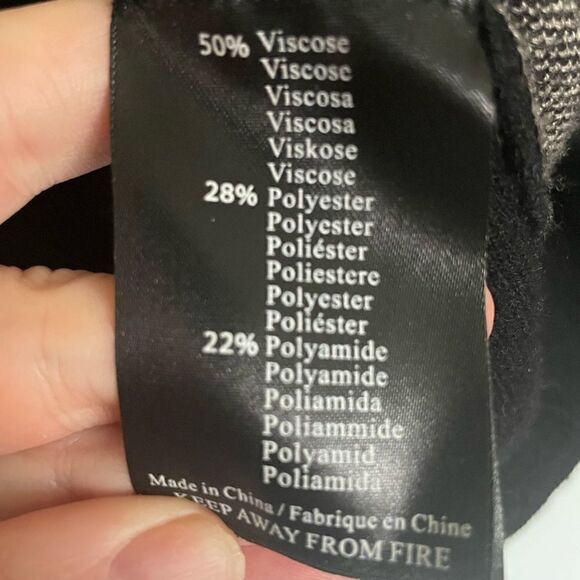 50% Viscose
Viscose
Viscosa
Viscosa
Viskose
Viscose
28% Polyester
Polyester
Poliéster
Poliestere
Polyester
Poliéster
22% Polyamide
Polyamide
Poliamida
Poliammide
Polyamid
Poliamida
Made in China / Fabrique en Chine
KEEP AWAY FROM FIRE